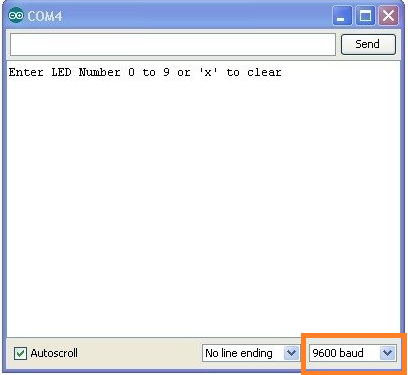 COM4
Send
Enter LED Number 0 to 9 or 'x' to clear
Autoscroll
No line ending
9600 baud